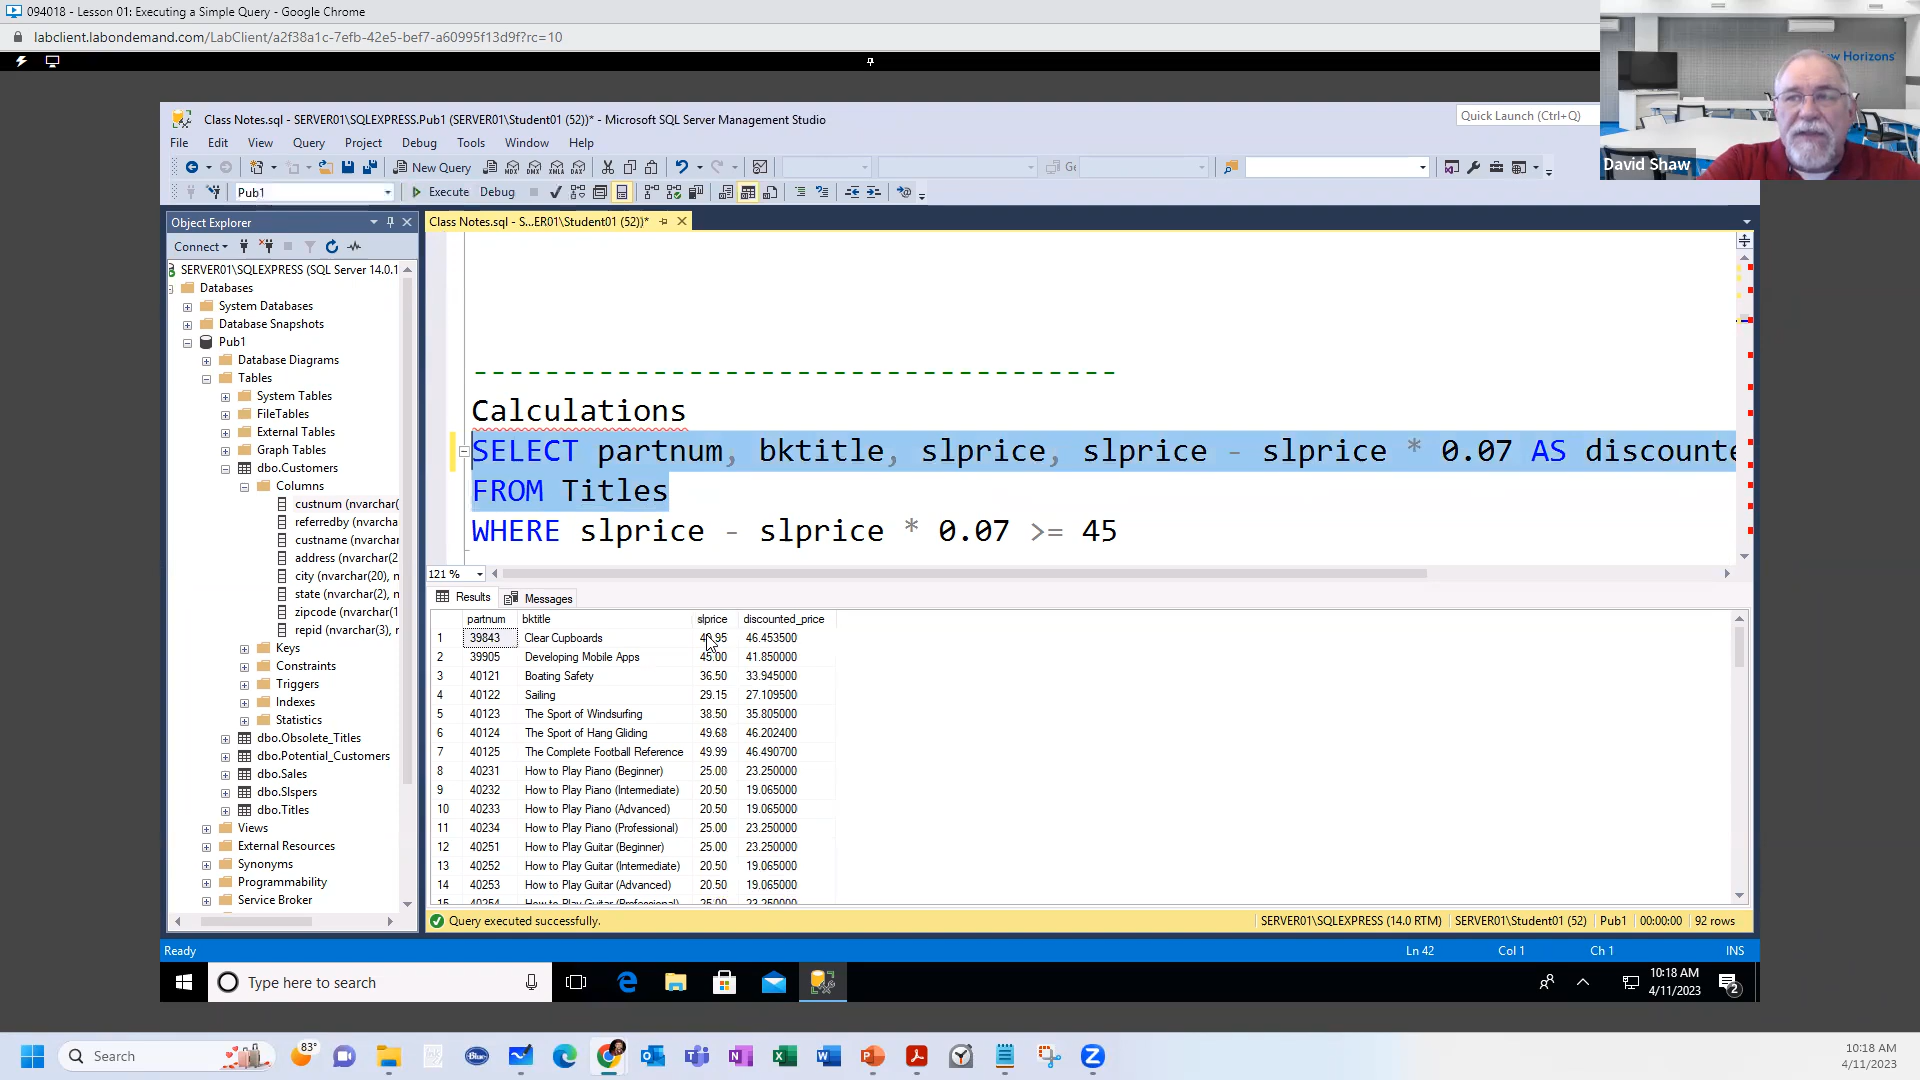 094018 - Lesson 01: Executing a Simple Query - Google Chrome
labclient.labondemand.com/LabClient/a2f38a1c-7efb-42e5-bef7-a60995f13d9f?rc=10
Horizons
David Shaw
Class Notes.sql - SERVER01\SQLEXPRESS.Pub1 (SERVER01\Student01 (52))* - Microsoft SQL Server Management Studio
Quick Launch (Ctrl+Q)
File Edit View Query Project Debug Tools Window Help
New Query
Pub1 Execute Debug
Object Explorer
Class Notes.sql - S...ER01\Student01 (52))*
Connect
SERVER01\SQLEXPRESS (SQL Server 14.0.1
Databases
System Databases
Database Snapshots
Pub1
Database Diagrams
Tables
System Tables
FileTables
External Tables
Graph Tables
dbo.Customers
Columns
custnum (nvarchar(
referredby (nvarcha
custname (nvarchar
address (nvarchar(2
city (nvarchar(20), n
state (nvarchar(2), n
zipcode (nvarchar(1
repid (nvarchar(3), r
Keys
Constraints
Triggers
Indexes
Statistics
dbo.Obsolete_Titles
dbo.Potential_Customers
dbo.Sales
dbo.Slspers
dbo.Titles
Views
External Resources
Synonyms
Programmability
Service Broker
------------------------------------
Calculations
SELECT partnum, bktitle, slprice, slprice - slprice * 0.07 AS discounte
FROM Titles
WHERE slprice - slprice * 0.07 >= 45
121 %
Results Messages
partnum bktitle slprice discounted_price
1 39843 Clear Cupboards 49.95 46.453500
2 39905 Developing Mobile Apps 45.00 41.850000
3 40121 Boating Safety 36.50 33.945000
4 40122 Sailing 29.15 27.109500
5 40123 The Sport of Windsurfing 38.50 35.805000
6 40124 The Sport of Hang Gliding 49.68 46.202400
7 40125 The Complete Football Reference 49.99 46.490700
8 40231 How to Play Piano (Beginner) 25.00 23.250000
9 40232 How to Play Piano (Intermediate) 20.50 19.065000
10 40233 How to Play Piano (Advanced) 20.50 19.065000
11 40234 How to Play Piano (Professional) 25.00 23.250000
12 40251 How to Play Guitar (Beginner) 25.00 23.250000
13 40252 How to Play Guitar (Intermediate) 20.50 19.065000
14 40253 How to Play Guitar (Advanced) 20.50 19.065000
15 40254 How to Play Guitar (Professional) 25.00 23.250000
Query executed successfully. SERVER01\SQLEXPRESS (14.0 RTM) SERVER01\Student01 (52) Pub1 00:00:00 92 rows
Ready Ln 42 Col 1 Ch 1 INS
Type here to search
10:18 AM
4/11/2023
2
Search
83°
Blue
10:18 AM
4/11/2023